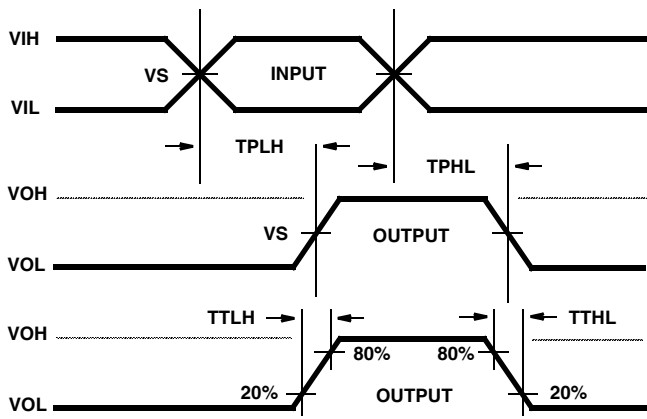 VIH
VS
INPUT
VIL
TPLH
TPHL
VOH
VS
OUTPUT
VOL
TTLH
TTHL
VOH
80%
80%
20%
OUTPUT
20%
VOL